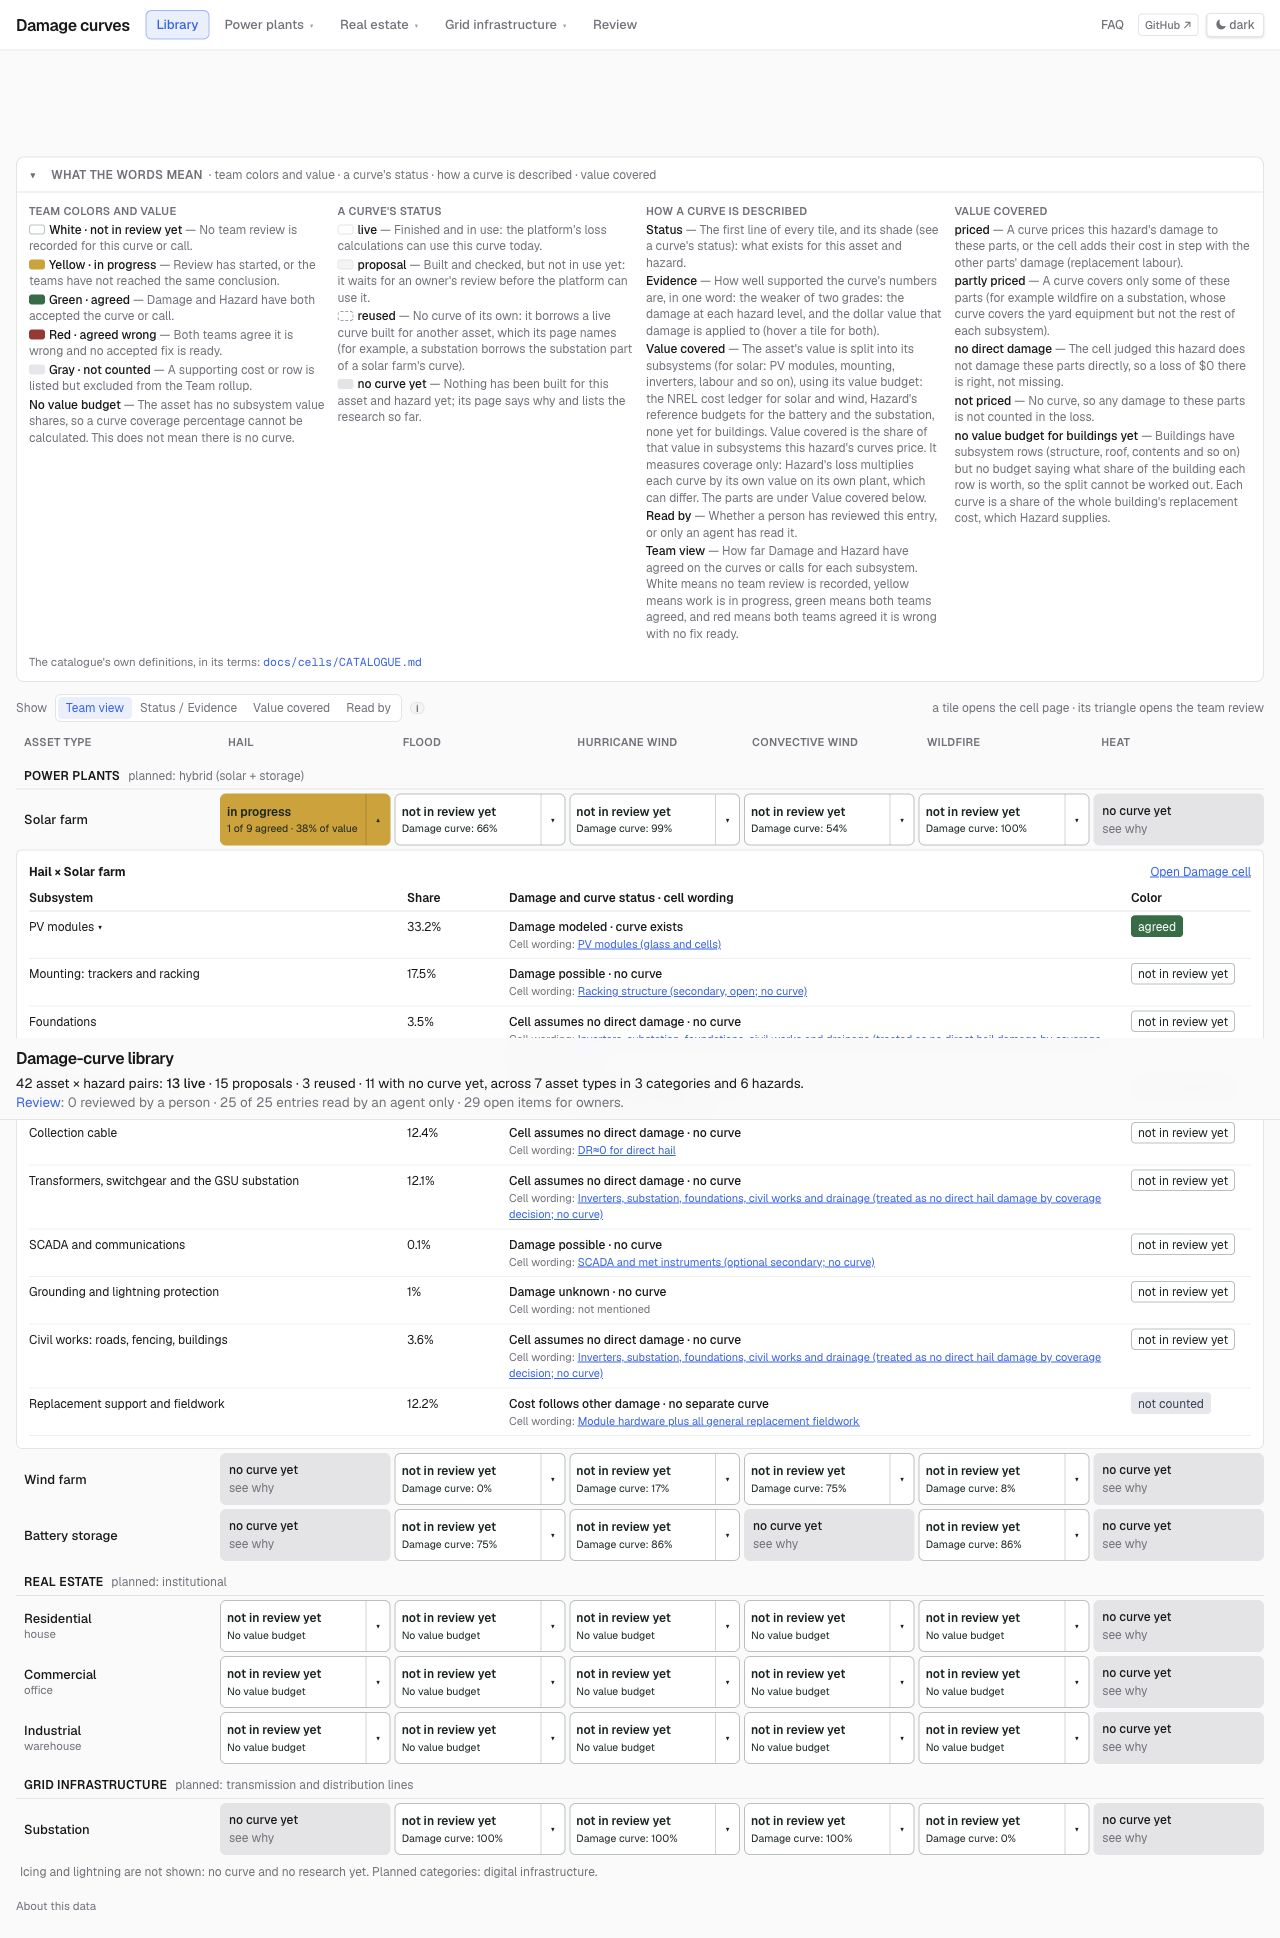 Damage curves
Library
Power plants
Real estate
Grid infrastructure
Review
FAQ
GitHub ↗
dark
WHAT THE WORDS MEAN · team colors and value · a curve's status · how a curve is described · value covered
TEAM COLORS AND VALUE
White · not in review yet — No team review is
recorded for this curve or call.
Yellow · in progress — Review has started, or the
teams have not reached the same conclusion.
Green · agreed — Damage and Hazard have both
accepted the curve or call.
Red · agreed wrong — Both teams agree it is
wrong and no accepted fix is ready.
Gray · not counted — A supporting cost or row is
listed but excluded from the Team rollup.
No value budget — The asset has no subsystem value
shares, so a curve coverage percentage cannot be
calculated. This does not mean there is no curve.
A CURVE'S STATUS
live — Finished and in use: the platform's loss
calculations can use this curve today.
proposal — Built and checked, but not in use yet:
it waits for an owner's review before the platform can
use it.
reused — No curve of its own: it borrows a live
curve built for another asset, which its page names
(for example, a substation borrows the substation part
of a solar farm's curve).
no curve yet — Nothing has been built for this
asset and hazard yet; its page says why and lists the
research so far.
HOW A CURVE IS DESCRIBED
Status — The first line of every tile, and its shade (see
a curve's status): what exists for this asset and
hazard.
Evidence — How well supported the curve's numbers
are, in one word: the weaker of two grades: the
damage at each hazard level, and the dollar value that
damage is applied to (hover a tile for both).
Value covered — The asset's value is split into its
subsystems (for solar: PV modules, mounting,
inverters, labour and so on), using its value budget:
the NREL cost ledger for solar and wind, Hazard's
reference budgets for the battery and the substation,
none yet for buildings. Value covered is the share of
that value in subsystems this hazard's curves price. It
measures coverage only: Hazard's loss multiplies
each curve by its own value on its own plant, which
can differ. The parts are under Value covered below.
Read by — Whether a person has reviewed this entry,
or only an agent has read it.
Team view — How far Damage and Hazard have
agreed on the curves or calls for each subsystem.
White means no team review is recorded, yellow
means work is in progress, green means both teams
agreed, and red means both teams agreed it is wrong
with no fix ready.
VALUE COVERED
priced — A curve prices this hazard's damage to
these parts, or the cell adds their cost in step with the
other parts' damage (replacement labour).
partly priced — A curve covers only some of these
parts (for example wildfire on a substation, whose
curve covers the yard equipment but not the rest of
each subsystem).
no direct damage — The cell judged this hazard does
not damage these parts directly, so a loss of $0 there
is right, not missing.
not priced — No curve, so any damage to these parts
is not counted in the loss.
no value budget for buildings yet — Buildings have
subsystem rows (structure, roof, contents and so on)
but no budget saying what share of the building each
row is worth, so the split cannot be worked out. Each
curve is a share of the whole building's replacement
cost, which Hazard supplies.
The catalogue's own definitions, in its terms: docs/cells/CATALOGUE.md
Show Team view Status / Evidence Value covered Read by i
a tile opens the cell page · its triangle opens the team review
ASSET TYPE HAIL FLOOD HURRICANE WIND CONVECTIVE WIND WILDFIRE HEAT
POWER PLANTS planned: hybrid (solar + storage)
Solar farm
in progress
1 of 9 agreed · 38% of value
not in review yet
Damage curve: 66%
not in review yet
Damage curve: 99%
not in review yet
Damage curve: 54%
not in review yet
Damage curve: 100%
no curve yet
see why
Hail × Solar farm
Open Damage cell
Subsystem Share Damage and curve status · cell wording Color
PV modules 33.2% Damage modeled · curve exists agreed
Cell wording: PV modules (glass and cells)
Mounting: trackers and racking 17.5% Damage possible · no curve not in review yet
Cell wording: Racking structure (secondary, open; no curve)
Foundations 3.5% Cell assumes no direct damage · no curve not in review yet
Cell wording: Inverters, substation, foundations, civil works and drainage (treated as no direct hail damage by coverage
Damage-curve library
42 asset × hazard pairs: 13 live · 15 proposals · 3 reused · 11 with no curve yet, across 7 asset types in 3 categories and 6 hazards.
Review: 0 reviewed by a person · 25 of 25 entries read by an agent only · 29 open items for owners.
Collection cable 12.4% Cell assumes no direct damage · no curve not in review yet
Cell wording: DR≈0 for direct hail
Transformers, switchgear and the GSU substation 12.1% Cell assumes no direct damage · no curve not in review yet
Cell wording: Inverters, substation, foundations, civil works and drainage (treated as no direct hail damage by coverage
decision; no curve)
SCADA and communications 0.1% Damage possible · no curve not in review yet
Cell wording: SCADA and met instruments (optional secondary; no curve)
Grounding and lightning protection 1% Damage unknown · no curve not in review yet
Cell wording: not mentioned
Civil works: roads, fencing, buildings 3.6% Cell assumes no direct damage · no curve not in review yet
Cell wording: Inverters, substation, foundations, civil works and drainage (treated as no direct hail damage by coverage
decision; no curve)
Replacement support and fieldwork 12.2% Cost follows other damage · no separate curve not counted
Cell wording: Module hardware plus all general replacement fieldwork
Wind farm
no curve yet
see why
not in review yet
Damage curve: 0%
not in review yet
Damage curve: 17%
not in review yet
Damage curve: 75%
not in review yet
Damage curve: 8%
no curve yet
see why
Battery storage
no curve yet
see why
not in review yet
Damage curve: 75%
not in review yet
Damage curve: 86%
no curve yet
see why
not in review yet
Damage curve: 86%
no curve yet
see why
REAL ESTATE planned: institutional
Residential
house
not in review yet
No value budget
not in review yet
No value budget
not in review yet
No value budget
not in review yet
No value budget
not in review yet
No value budget
no curve yet
see why
Commercial
office
not in review yet
No value budget
not in review yet
No value budget
not in review yet
No value budget
not in review yet
No value budget
not in review yet
No value budget
no curve yet
see why
Industrial
warehouse
not in review yet
No value budget
not in review yet
No value budget
not in review yet
No value budget
not in review yet
No value budget
not in review yet
No value budget
no curve yet
see why
GRID INFRASTRUCTURE planned: transmission and distribution lines
Substation
no curve yet
see why
not in review yet
Damage curve: 100%
not in review yet
Damage curve: 100%
not in review yet
Damage curve: 100%
not in review yet
Damage curve: 0%
no curve yet
see why
Icing and lightning are not shown: no curve and no research yet. Planned categories: digital infrastructure.
About this data